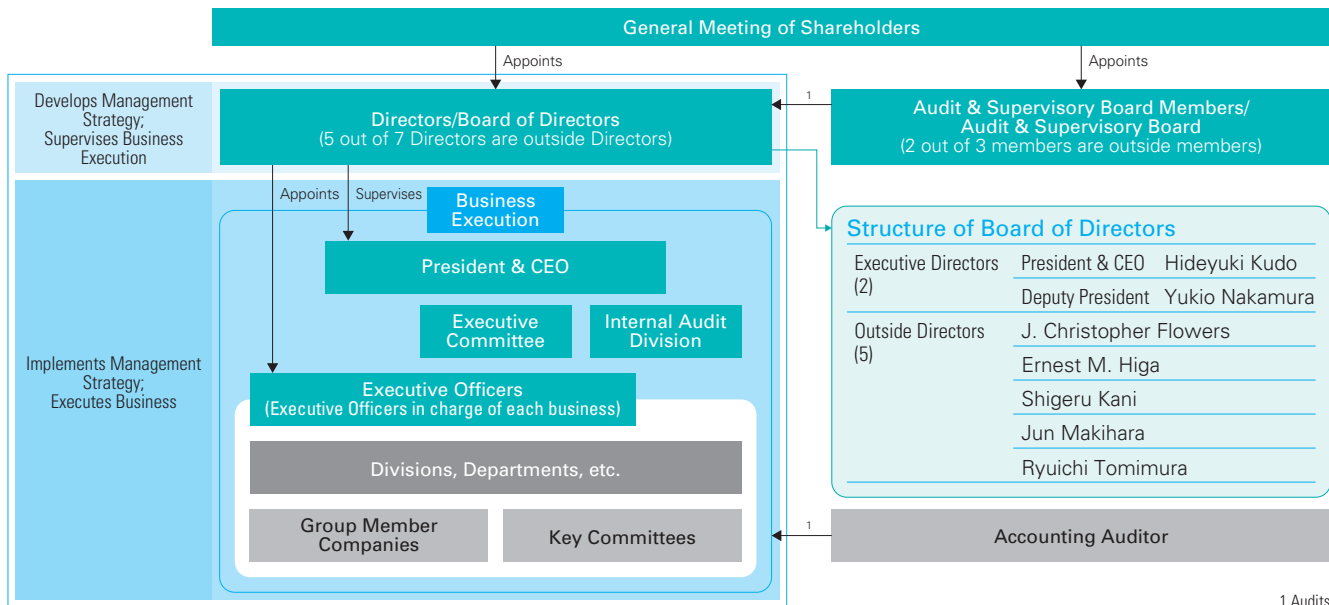 General Meeting of Shareholders
Appoints
Appoints
Develops Management
Strategy;
Supervises Business
Execution
Directors/Board of Directors
(5 out of 7 Directors are outside Directors)
1
Audit & Supervisory Board Members/
Audit & Supervisory Board
(2 out of 3 members are outside members)
Appoints
Supervises
Business
Execution
President & CEO
Executive
Committee
Internal Audit
Division
Implements Management
Strategy;
Executes Business
Executive Officers
(Executive Officers in charge of each business)
Divisions, Departments, etc.
Group Member
Companies
Key Committees
Structure of Board of Directors
Executive Directors
(2)
President & CEO Hideyuki Kudo
Deputy President Yukio Nakamura
Outside Directors
(5)
J. Christopher Flowers
Ernest M. Higa
Shigeru Kani
Jun Makihara
Ryuichi Tomimura
1
Accounting Auditor
1 Audits